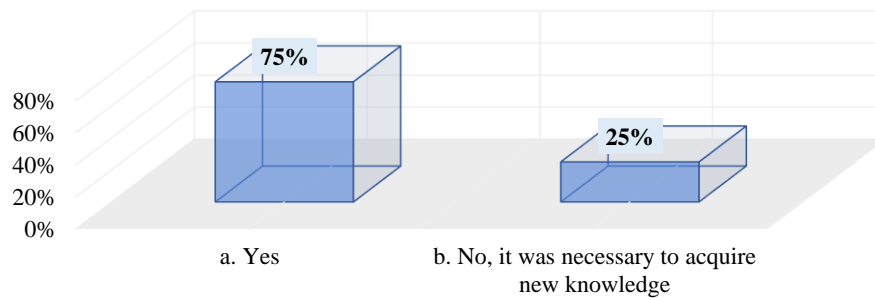 75%
25%
80%
60%
40%
20%
0%
a. Yes
b. No, it was necessary to acquire
new knowledge